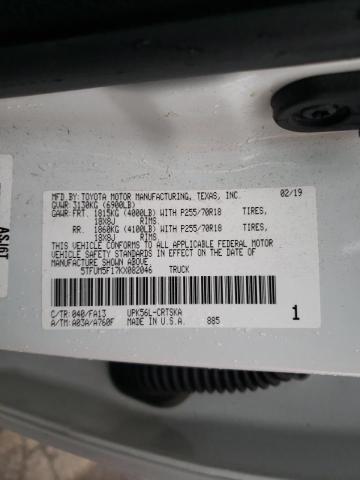 MFD.BY:TOYOTA MOTOR MANUFACTURING, TEXAS, INC. 02/19
GVWR 3130KG (6900LB)
GAWR: FRT. 1815KG (4000LB) WITH P255/70R18 TIRES,
18X8J RIMS.
RR. 1860KG (4100LB) WITH P255/70R18 TIRES,
18X8J RIMS.
THIS VEHICLE CONFORMS TO ALL APPLICABLE FEDERAL MOTOR
VEHICLE SAFETY STANDARDS IN EFFECT ON THE DATE OF
MANUFACTURE SHOWN ABOVE.
5TFUM5F17KX082046 TRUCK
C/TR: 040/FA13 UPK56L-CRTSKA
A/TM: A03A/A760F MADE IN U.S.A. 885
1